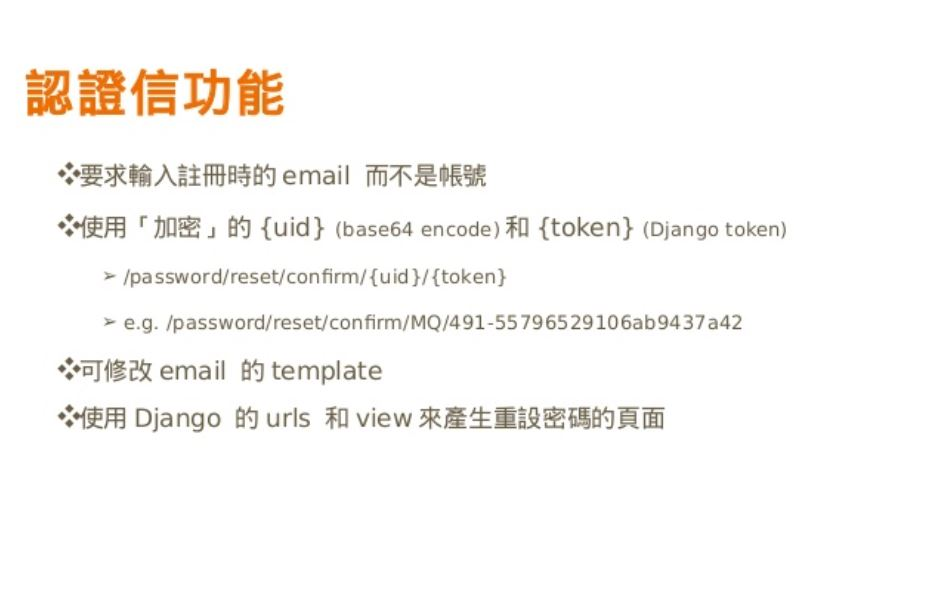 認證信功能
❖要求輸入註冊時的 email 而不是帳號
❖使用「加密」的 {uid} (base64 encode) 和 {token} (Django token)
➢ /password/reset/confirm/{uid}/{token}
➢ e.g. /password/reset/confirm/MQ/491-55796529106ab9437a42
❖可修改 email 的 template
❖使用 Django 的 urls 和 view 來產生重設密碼的頁面